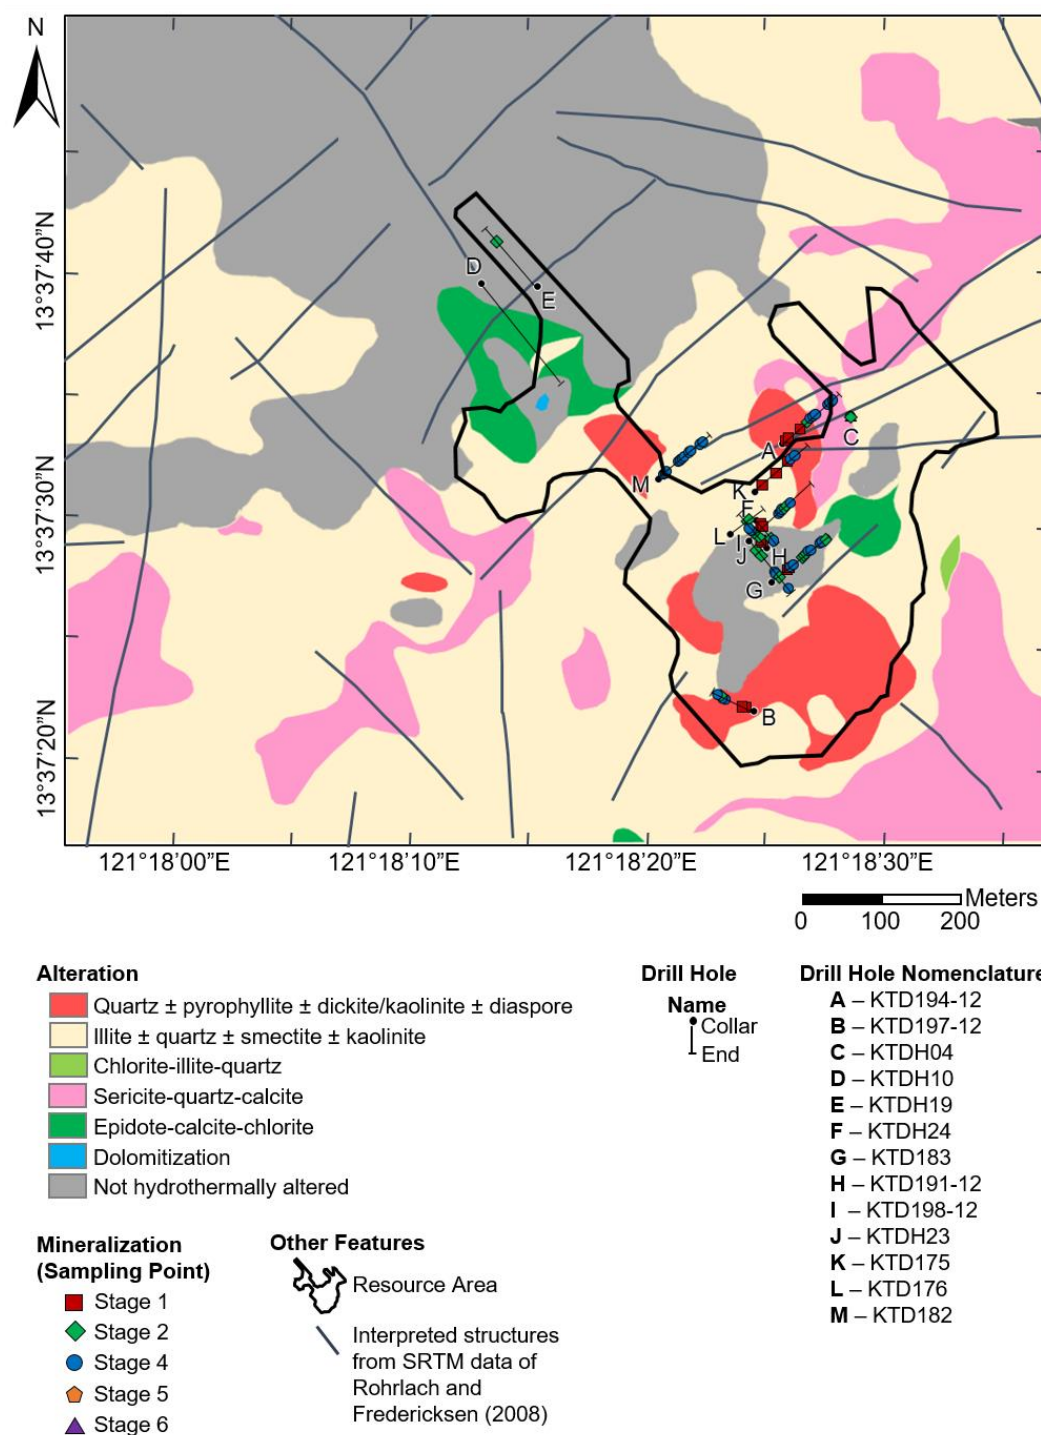 N
13°37'40"N
13°37'30"N
13°37'20"N
D
E
A
C
M
K
F
L
I
J
H
G
B
121°18'00"E
121°18'10"E
121°18'20"E
121°18'30"E
Meters
0 100 200
Alteration
Quartz ± pyrophyllite ± dickite/kaolinite ± diaspore
Illite ± quartz ± smectite ± kaolinite
Chlorite-illite-quartz
Sericite-quartz-calcite
Epidote-calcite-chlorite
Dolomitization
Not hydrothermally altered
Mineralization
(Sampling Point)
Stage 1
Stage 2
Stage 4
Stage 5
Stage 6
Other Features
Resource Area
Interpreted structures
from SRTM data of
Rohrlach and
Fredericksen (2008)
Drill Hole
Name
Collar
End
Drill Hole Nomenclature
A – KTD194-12
B – KTD197-12
C – KTDH04
D – KTDH10
E – KTDH19
F – KTDH24
G – KTD183
H – KTD191-12
I – KTD198-12
J – KTDH23
K – KTD175
L – KTD176
M – KTD182